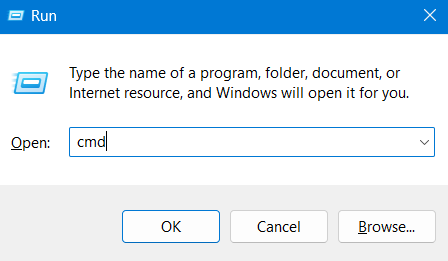 Run
Type the name of a program, folder, document, or
Internet resource, and Windows will open it for you.
Open: cmd
OK Cancel Browse...